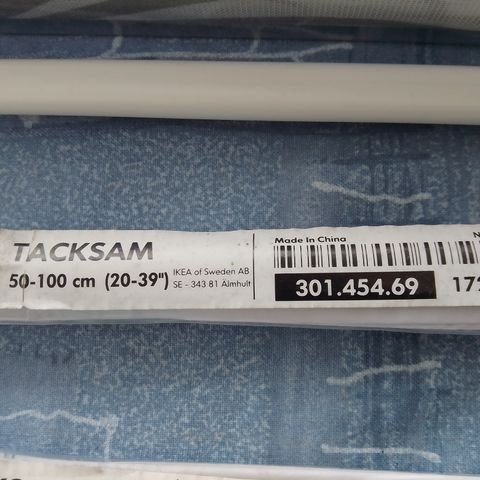 TACKSAM
50-100 cm (20-39")
IKEA of Sweden AB
SE - 343 81 Älmhult
Made in China
301.454.69
172